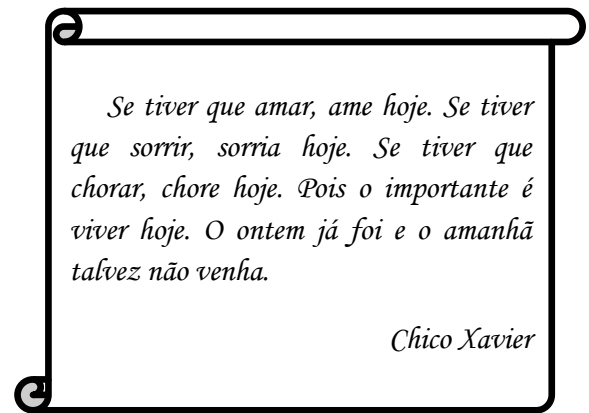 Se tiver que amar, ame hoje. Se tiver
que sorrir, sorria hoje. Se tiver que
chorar, chore hoje. Pois o importante é
viver hoje. O ontem já foi e o amanhã
talvez não venha.
Chico Xavier